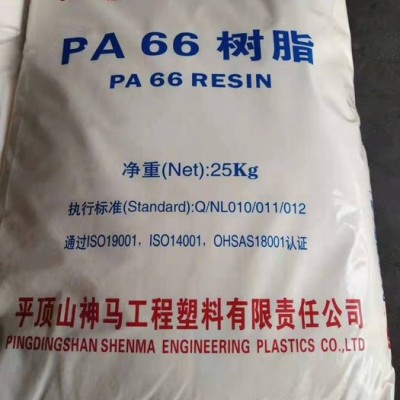 PA 66 树脂
PA 66 RESIN
净重(Net):25Kg
执行标准(Standard):Q/NL010/011/012
通过ISO19001, ISO14001, OHSAS18001认证
平顶山神马工程塑料有限责任公司
PINGDINGSHAN SHENMA ENGINEERING PLASTICS CO.,LTD